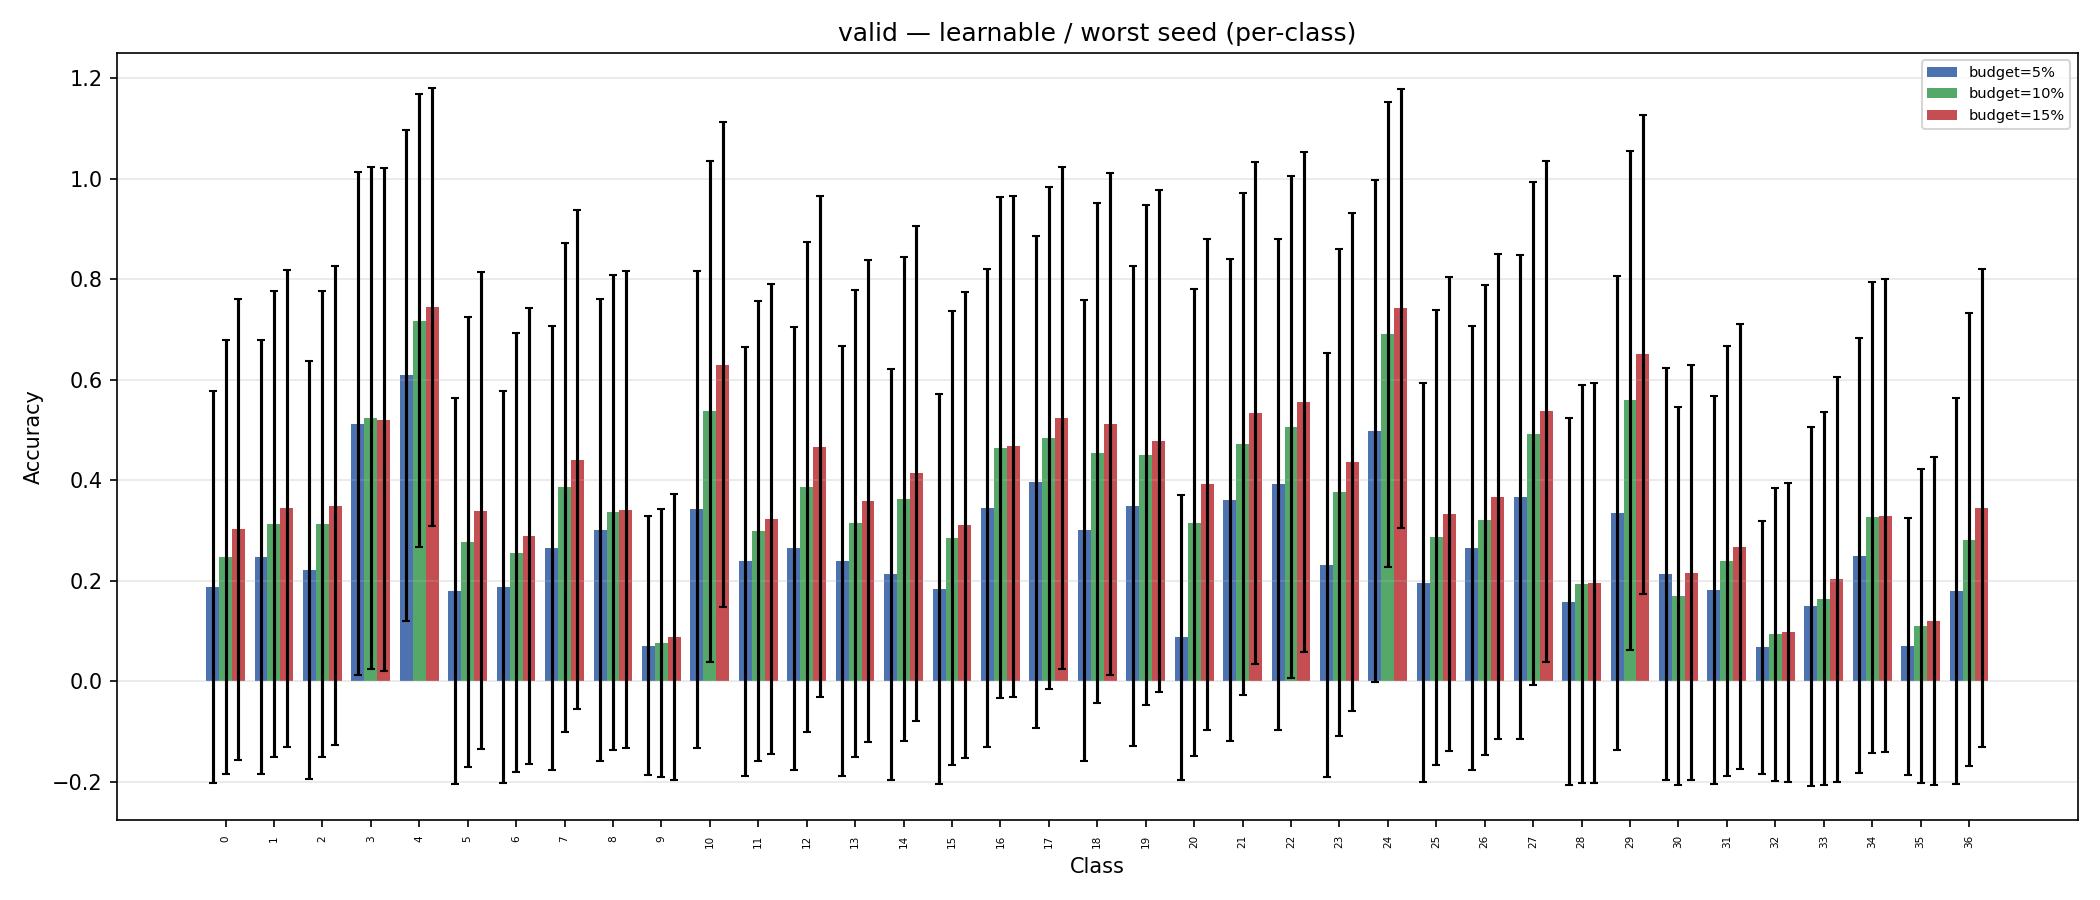 valid — learnable / worst seed (per-class)
budget=5%
budget=10%
budget=15%
Accuracy
1.2
1.0
0.8
0.6
0.4
0.2
0.0
−0.2
0 1 2 3 4 5 6 7 8 9 10 11 12 13 14 15 16 17 18 19 20 21 22 23 24 25 26 27 28 29 30 31 32 33 34 35 36
Class